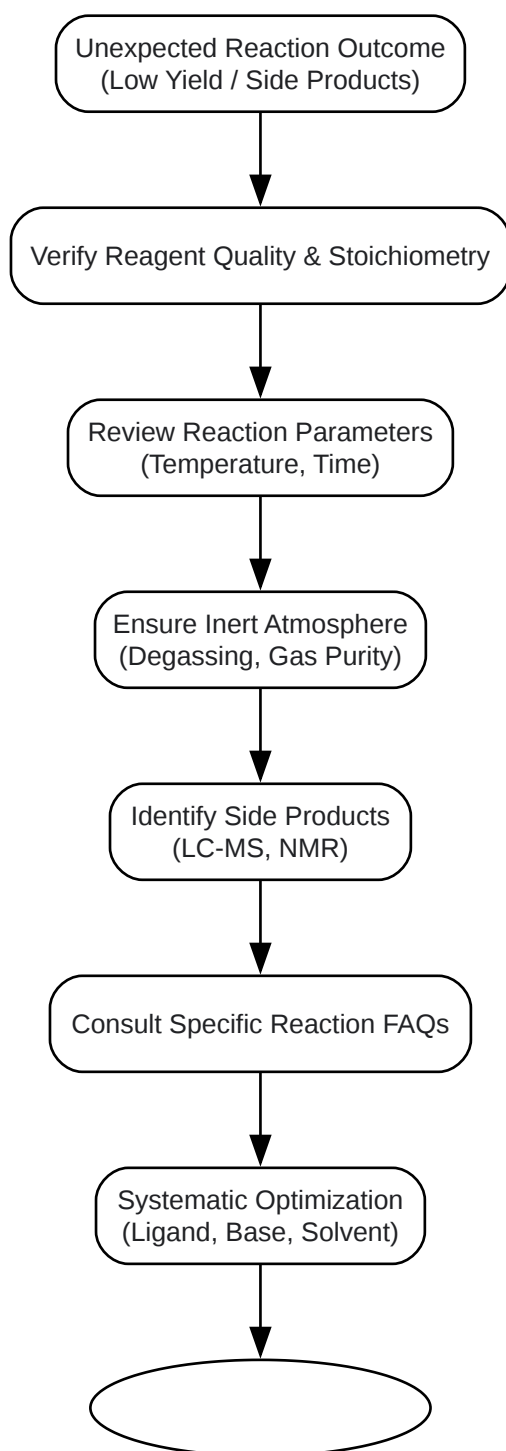 Unexpected Reaction Outcome
(Low Yield / Side Products)
Verify Reagent Quality & Stoichiometry
Review Reaction Parameters
(Temperature, Time)
Ensure Inert Atmosphere
(Degassing, Gas Purity)
Identify Side Products
(LC-MS, NMR)
Consult Specific Reaction FAQs
Systematic Optimization
(Ligand, Base, Solvent)